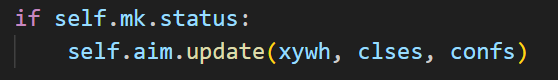 if self.mk.status:
    self.aim.update(xywh, clses, confs)